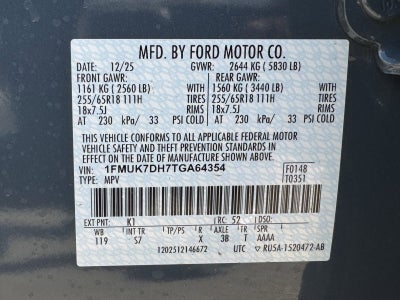 MFD. BY FORD MOTOR CO.
DATE: 12/25 GVWR: 2644 KG ( 5830 LB)
FRONT GAWR: REAR GAWR:
1161 KG ( 2560 LB) WITH 1560 KG ( 3440 LB) WITH
255/65R18 111H TIRES 255/65R18 111H TIRES
18x7.5J RIMS 18x7.5J RIMS
AT 230 kPa/ 33 PSI COLD AT 230 kPa/ 33 PSI COLD
THIS VEHICLE CONFORMS TO ALL APPLICABLE FEDERAL MOTOR
VEHICLE SAFETY AND THEFT PREVENTION STANDARDS IN EFFECT ON THE
DATE OF MANUFACTURE SHOWN ABOVE.
VIN: 1FMUK7DH7TGA64354 F0148
TYPE: MPV T0351
EXT PNT: K1 RC: 52 DSO:
WB INT TR TP/PS R AXLE TR SPR
119 S7 X 3B T AAAA
1202512146672 UTC RU5A-1520472-AB